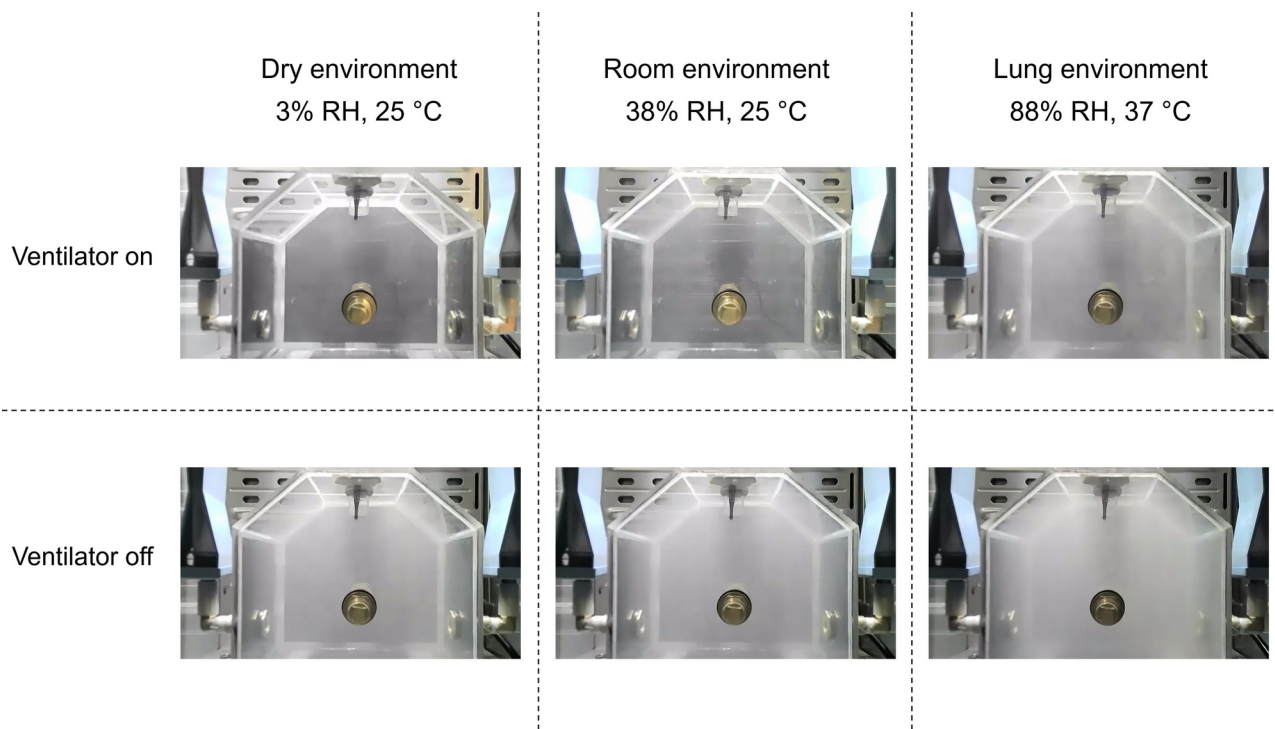 Dry environment
3% RH, 25 °C
Room environment
38% RH, 25 °C
Lung environment
88% RH, 37 °C
Ventilator on
Ventilator off